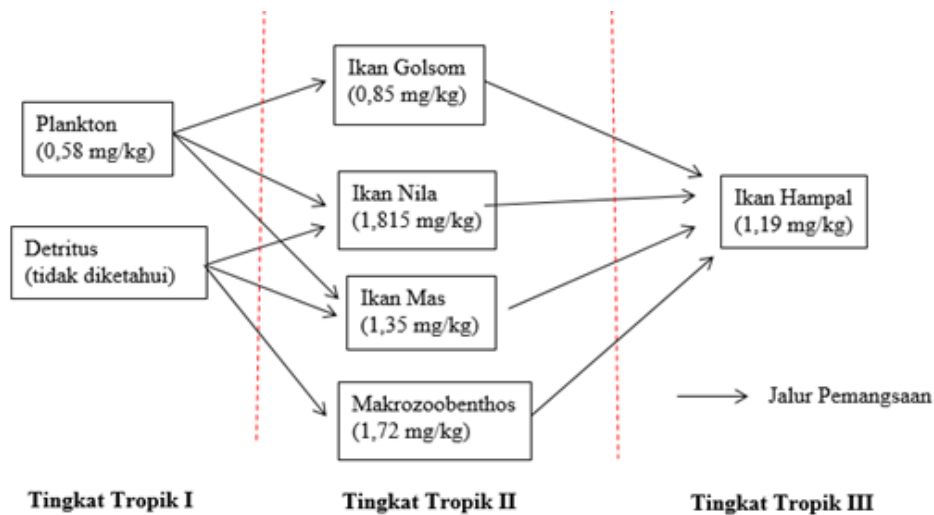 Plankton
(0,58 mg/kg)
Detritus
(tidak diketahui)
Ikan Golsom
(0,85 mg/kg)
Ikan Nila
(1,815 mg/kg)
Ikan Mas
(1,35 mg/kg)
Makrozoobenthos
(1,72 mg/kg)
Ikan Hampal
(1,19 mg/kg)
Jalur Pemangsaan
Tingkat Tropik I
Tingkat Tropik II
Tingkat Tropik III